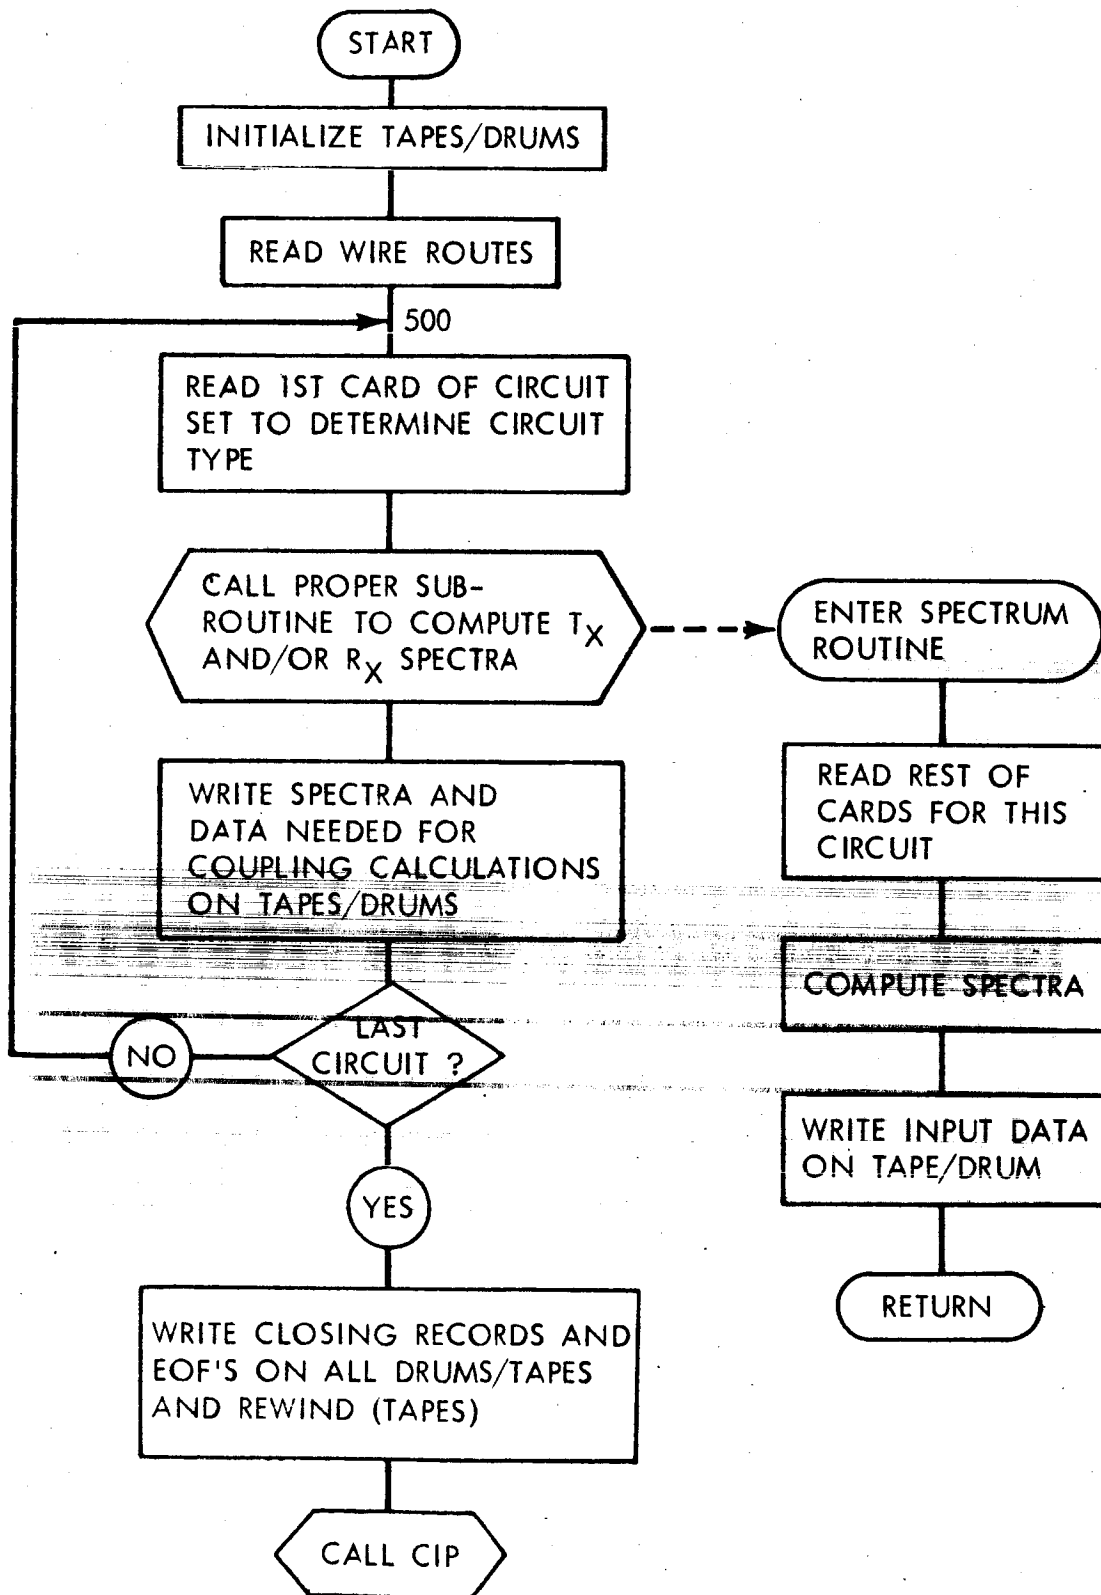 START
INITIALIZE TAPES/DRUMS
READ WIRE ROUTES
500
READ 1ST CARD OF CIRCUIT
SET TO DETERMINE CIRCUIT
TYPE
CALL PROPER SUB-
ROUTINE TO COMPUTE TX
AND/OR RX SPECTRA
WRITE SPECTRA AND
DATA NEEDED FOR
COUPLING CALCULATIONS
ON TAPES/DRUMS
LAST
CIRCUIT ?
NO
YES
WRITE CLOSING RECORDS AND
EOF'S ON ALL DRUMS/TAPES
AND REWIND (TAPES)
CALL CIP
ENTER SPECTRUM
ROUTINE
READ REST OF
CARDS FOR THIS
CIRCUIT
COMPUTE SPECTRA
WRITE INPUT DATA
ON TAPE/DRUM
RETURN